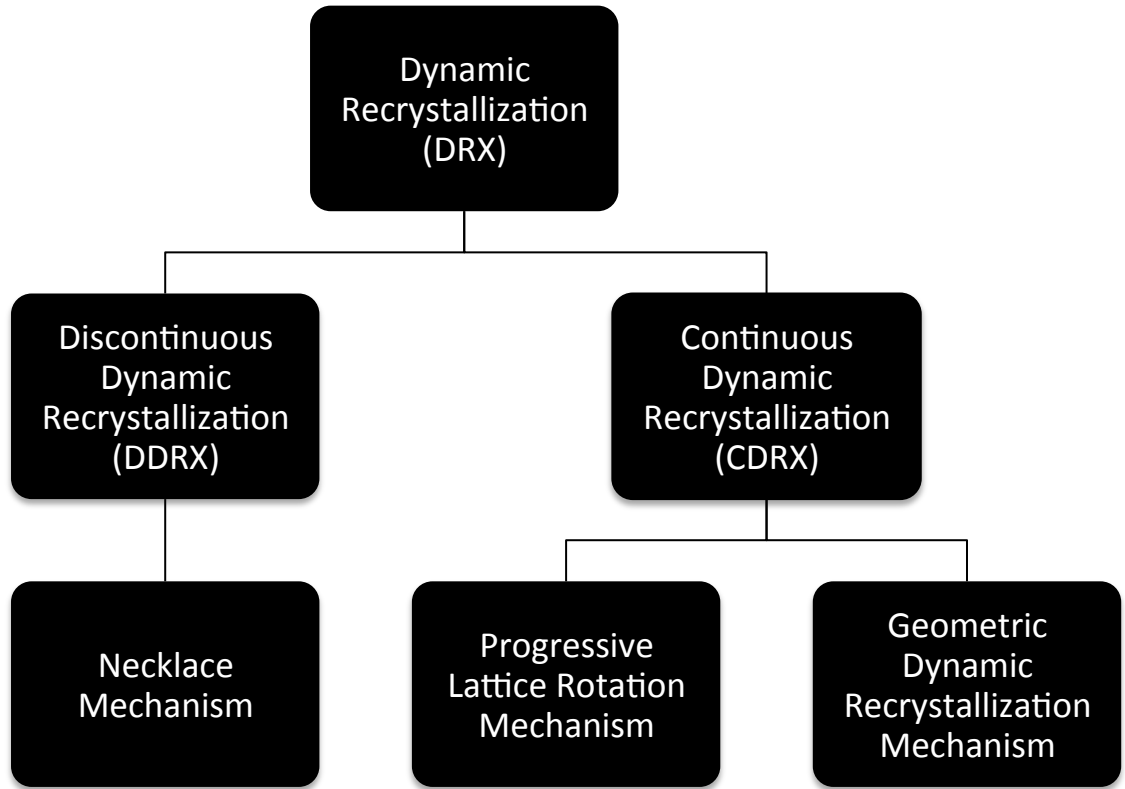 Dynamic
Recrystallization
(DRX)
Discontinuous
Dynamic
Recrystallization
(DDRX)
Continuous
Dynamic
Recrystallization
(CDRX)
Necklace
Mechanism
Progressive
Lattice Rotation
Mechanism
Geometric
Dynamic
Recrystallization
Mechanism